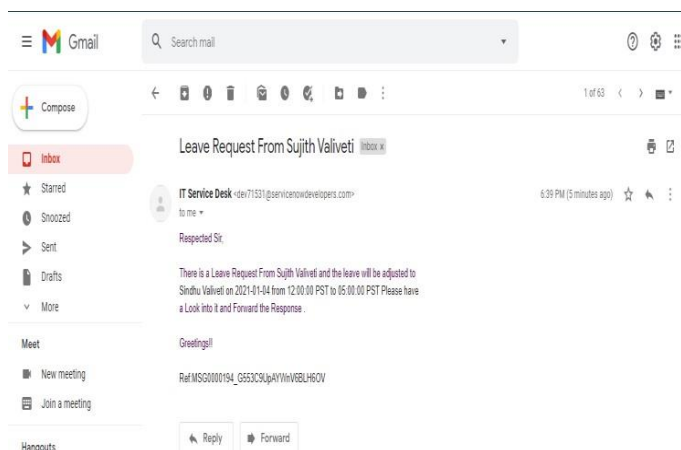 Gmail
Search mail
Compose
1 of 63
Inbox
Starred
Snoozed
Sent
Drafts
More
Meet
New meeting
Join a meeting
Hangouts
Leave Request From Sujith Valiveti Inbox x
IT Service Desk <dev71531@servicenowdevelopers.com>
6:39 PM (5 minutes ago)
to me
Respected Sir,
There is a Leave Request From Sujith Valiveti and the leave will be adjusted to
Sindhu Valiveti on 2021-01-04 from 12:00:00 PST to 05:00:00 PST Please have
a Look into it and Forward the Response .
Greetings!!
Ref:MSG0000194_G553C9UpAYWnV6BLH6OV
Reply
Forward